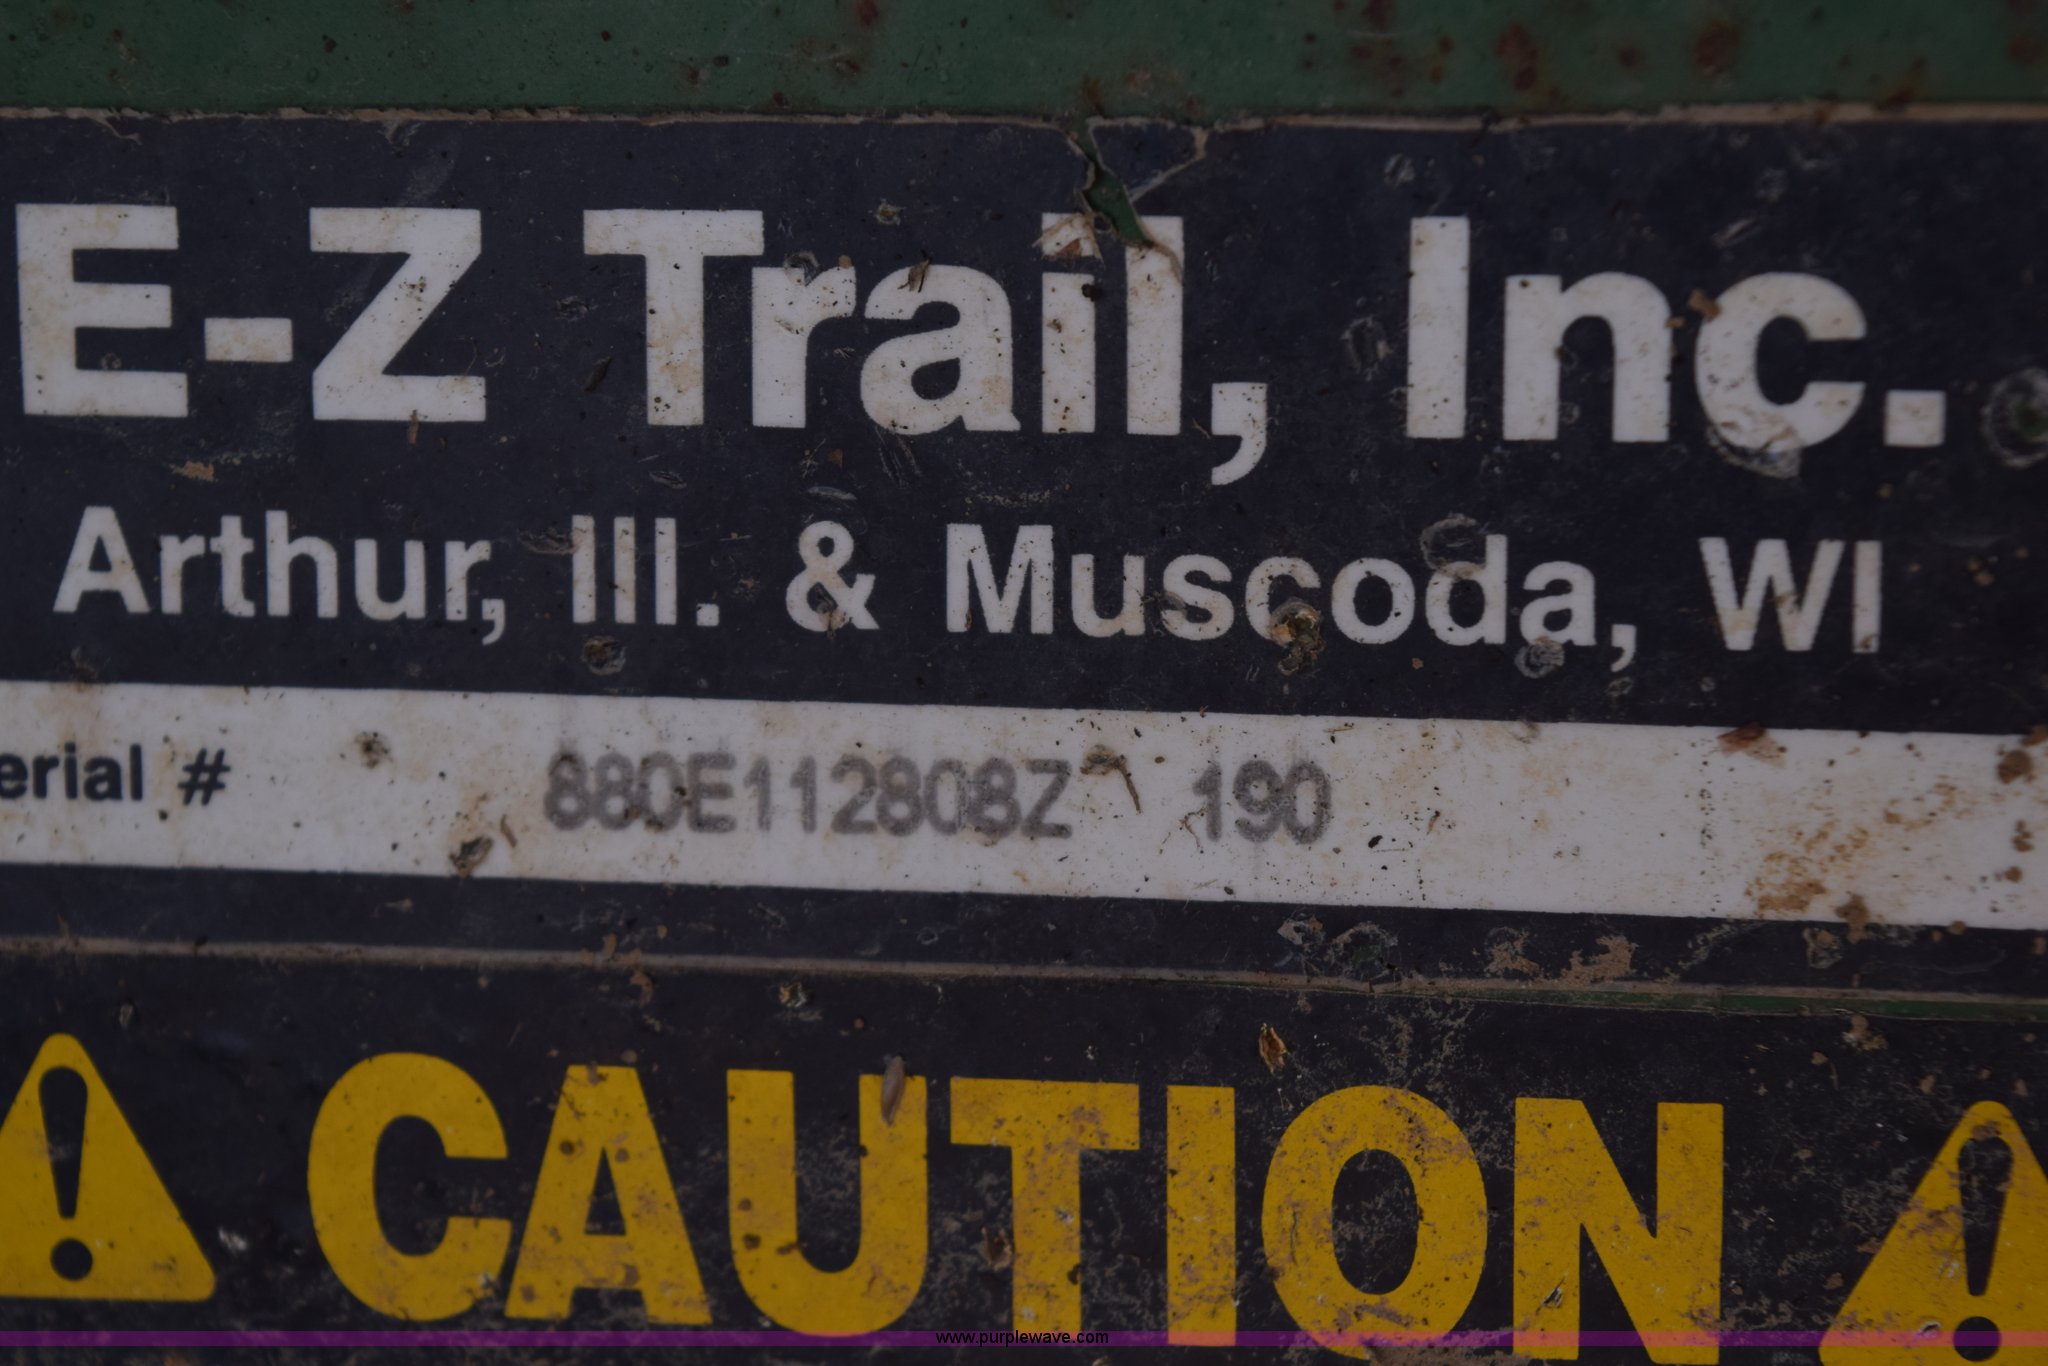 E-Z Trail, Inc.
Arthur, Ill. & Muscoda, WI
erial # 880E112808Z 190
CAUTION
www.purplewave.com